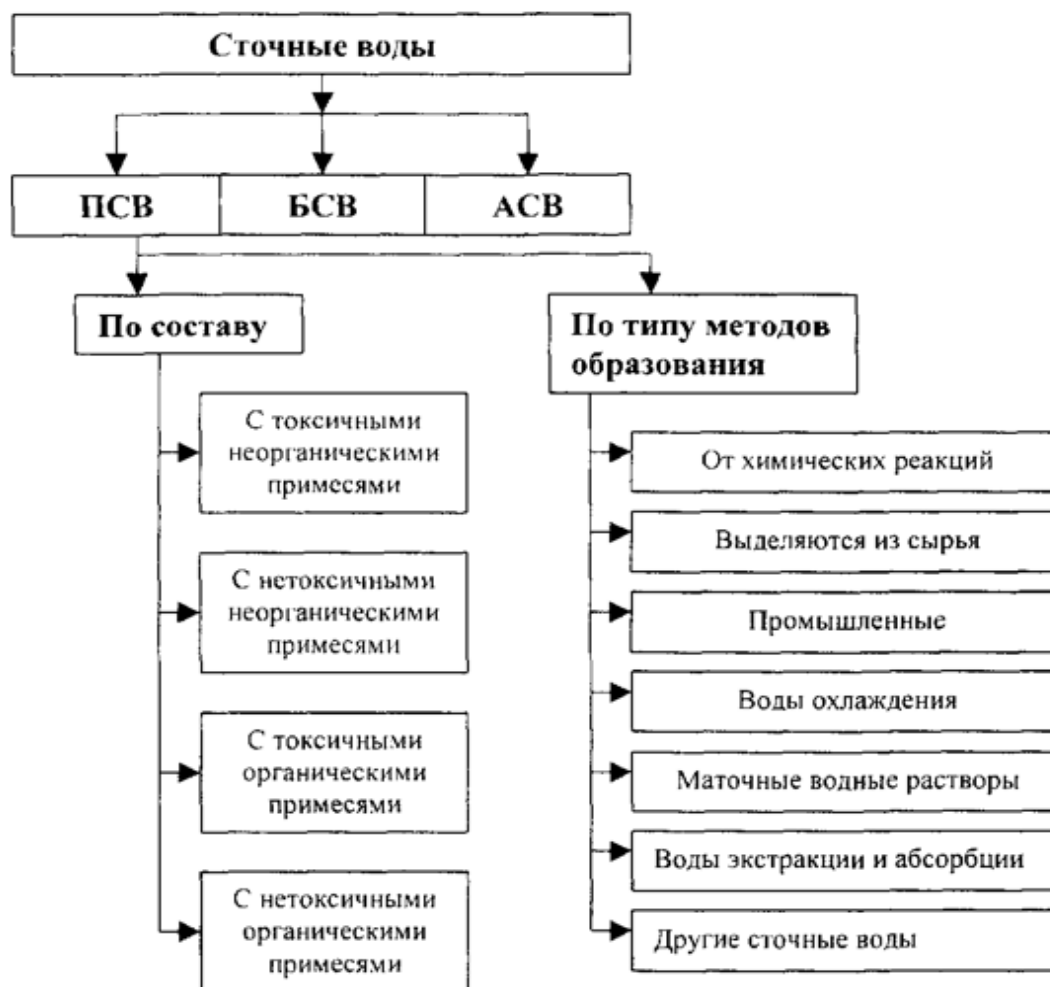 Сточные воды
ПСВ
БСВ
АСВ
По составу
С токсичными
неорганическими
примесями
С нетоксичными
неорганическими
примесями
С токсичными
органическими
примесями
С нетоксичными
органическими
примесями
По типу методов
образования
От химических реакций
Выделяются из сырья
Промышленные
Воды охлаждения
Маточные водные растворы
Воды экстракции и абсорбции
Другие сточные воды